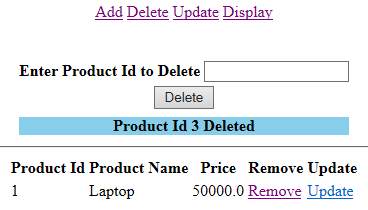 Add Delete Update Display
Enter Product Id to Delete
Delete
Product Id 3 Deleted
Product Id Product Name Price Remove Update
1 Laptop 50000.0 Remove Update